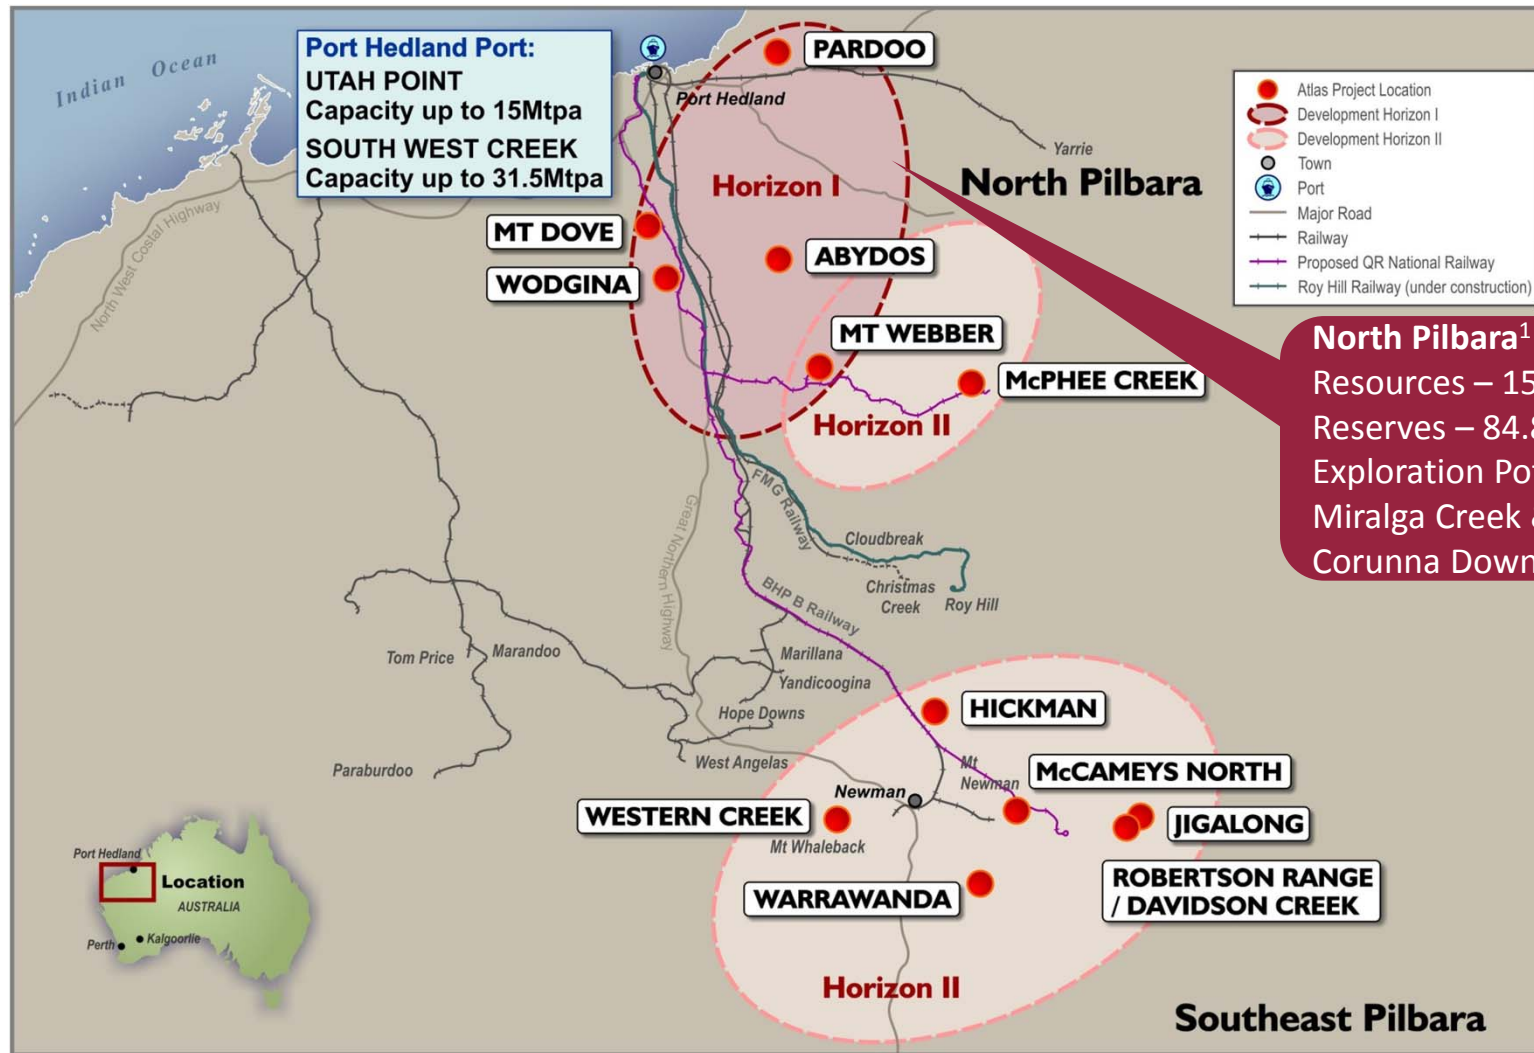 Indian Ocean
Port Hedland Port:
UTAH POINT
Capacity up to 15Mtpa
SOUTH WEST CREEK
Capacity up to 31.5Mtpa
PARDOO
Port Hedland
Yarrie
North Pilbara
Horizon I
North West Costal Highway
MT DOVE
WODGINA
ABYDOS
MT WEBBER
McPHEE CREEK
Horizon II
Atlas Project Location
Development Horizon I
Development Horizon II
Town
Port
Major Road
Railway
Proposed QR National Railway
Roy Hill Railway (under construction)
North Pilbara1
Resources – 15
Reserves – 84.
Exploration
Miralga Creek
Corunna
Great Northern Highway
FMG Railway
Cloudbreak
Christmas
Creek
Roy Hill
BHP B Railway
Tom Price
Marandoo
Marillana
Yandicoogina
Hope Downs
West Angelas
Paraburdoo
HICKMAN
Mt
Newman
McCAMEYS NORTH
Newman
WESTERN CREEK
Mt Whaleback
JIGALONG
WARRAWANDA
ROBERTSON RANGE
/ DAVIDSON CREEK
Horizon II
Southeast Pilbara
Port Hedland
Location
AUSTRALIA
Perth
Kalgoorlie